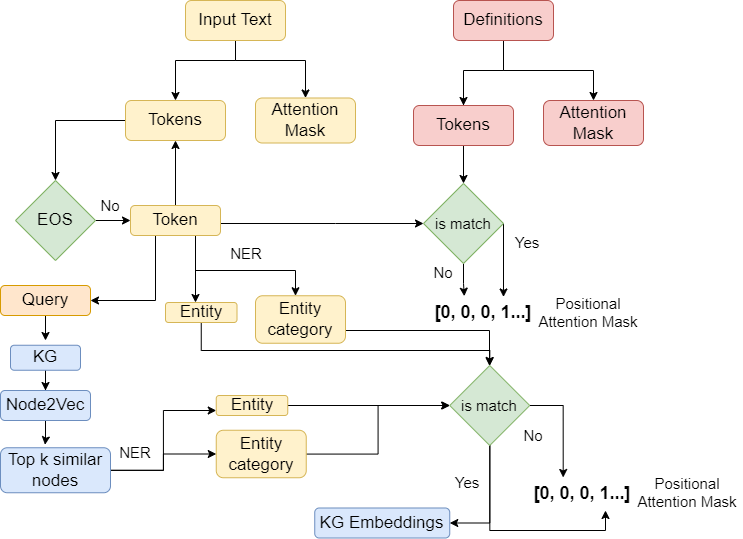 Input Text
Definitions
Tokens
Attention
Mask
Tokens
Attention
Mask
EOS
No
Token
is match
NER
Yes
No
Query
Entity
Entity
category
[0, 0, 0, 1...]
Positional
Attention Mask
KG
Node2Vec
Entity
is match
Top k similar
nodes
NER
Entity
category
No
Yes
[0, 0, 0, 1...]
Positional
Attention Mask
KG Embeddings